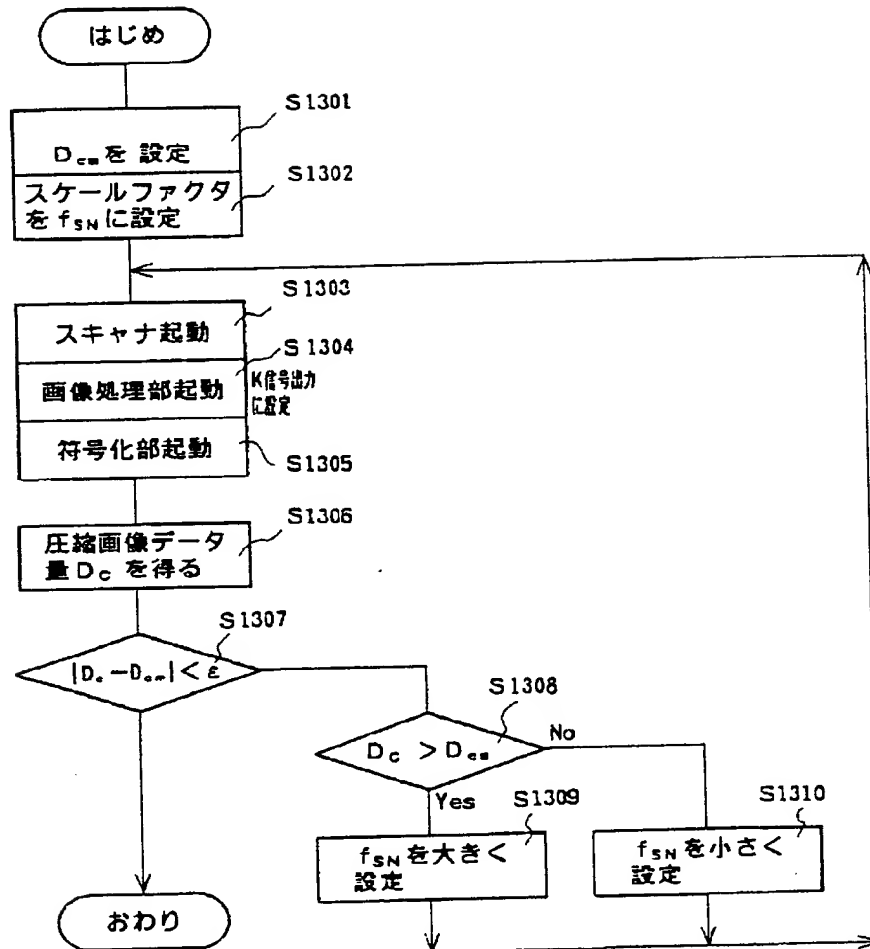 はじめ
S1301
Dcmを 設定
S1302
スケールファクタ
をfSNに設定
S1303
スキャナ起動
S1304
画像処理部起動
K信号出力
に設定
符号化部起動
S1305
S1306
圧縮画像データ
量Dcを得る
S1307
|Dc−Dcm|<ε
S1308
Dc >Dcm
No
Yes
S1309
fSNを大きく
設定
S1310
fSNを小さく
設定
おわり